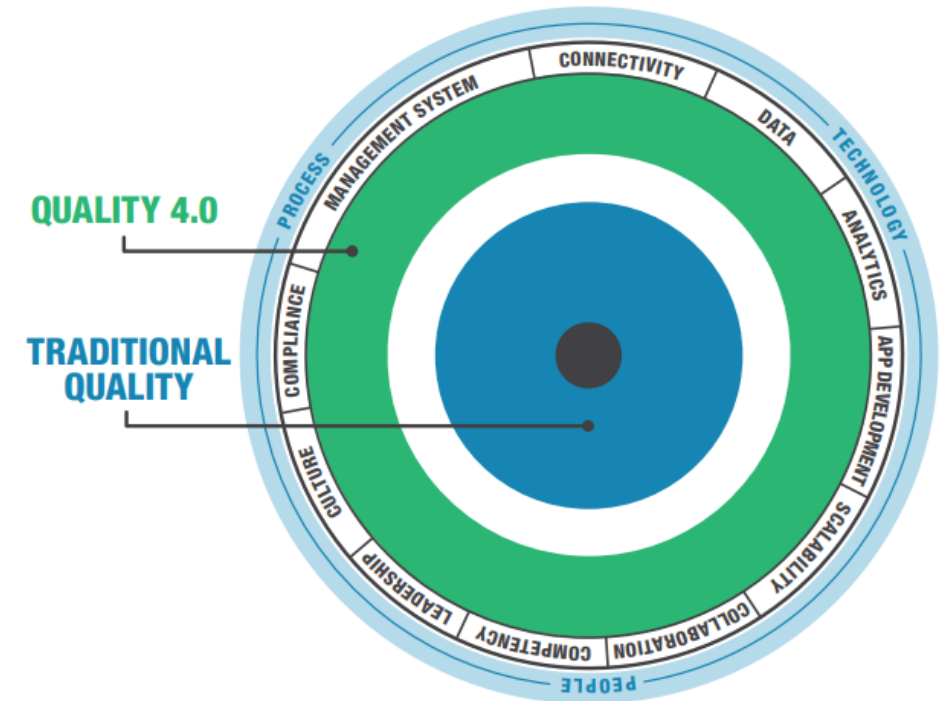 QUALITY 4.0
TRADITIONAL
QUALITY
PROCESS
TECHNOLOGY
PEOPLE
MANAGEMENT SYSTEM
CONNECTIVITY
DATA
ANALYTICS
APP DEVELOPMENT
SCALABILITY
COLLABORATION
COMPETENCY
LEADERSHIP
CULTURE
COMPLIANCE